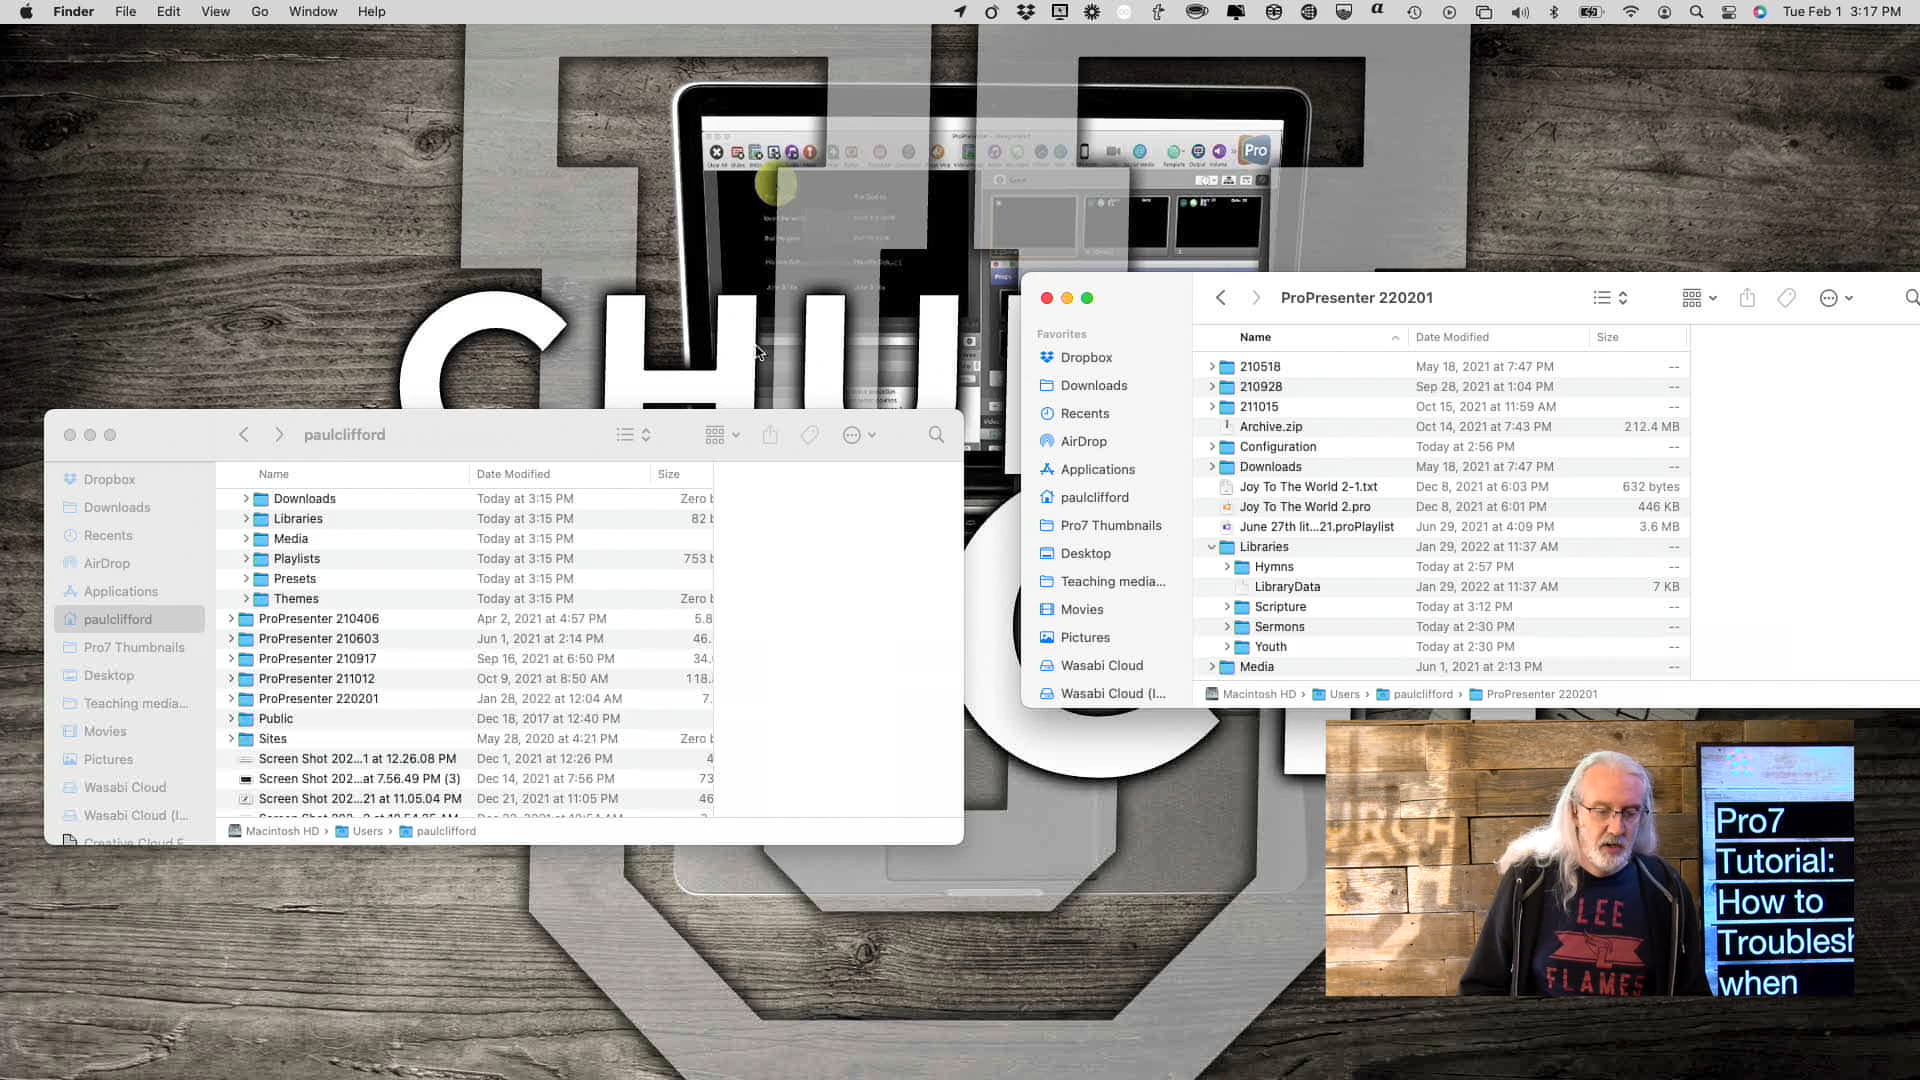 Finder File Edit View Go Window Help
Tue Feb 1 3:17 PM
Pro
CHU
ProPresenter 220201
Favorites
Dropbox
Downloads
Recents
AirDrop
Applications
paulclifford
Pro7 Thumbnails
Desktop
Teaching media...
Movies
Pictures
Wasabi Cloud
Wasabi Cloud (I...
Name Date Modified Size
210518 May 18, 2021 at 7:47 PM --
210928 Sep 28, 2021 at 1:04 PM --
211015 Oct 15, 2021 at 11:59 AM --
Archive.zip Oct 14, 2021 at 7:43 PM 212.4 MB
Configuration Today at 2:56 PM --
Downloads May 18, 2021 at 7:47 PM --
Joy To The World 2-1.txt Dec 8, 2021 at 6:03 PM 632 bytes
Joy To The World 2.pro Dec 8, 2021 at 6:01 PM 446 KB
June 27th lit...21.proPlaylist Jun 29, 2021 at 4:09 PM 3.6 MB
Libraries Jan 29, 2022 at 11:37 AM --
Hymns Today at 2:57 PM --
LibraryData Jan 29, 2022 at 11:37 AM 7 KB
Scripture Today at 3:12 PM --
Sermons Today at 2:30 PM --
Youth Today at 2:30 PM --
Media Jun 1, 2021 at 2:13 PM --
Macintosh HD › Users › paulclifford › ProPresenter 220201
paulclifford
Dropbox
Downloads
Recents
AirDrop
Applications
paulclifford
Pro7 Thumbnails
Desktop
Teaching media...
Movies
Pictures
Wasabi Cloud
Wasabi Cloud (I...
Creative Cloud F
Name Date Modified Size
Downloads Today at 3:15 PM Zero b
Libraries Today at 3:15 PM 82 b
Media Today at 3:15 PM
Playlists Today at 3:15 PM 753 b
Presets Today at 3:15 PM
Themes Today at 3:15 PM Zero b
ProPresenter 210406 Apr 2, 2021 at 4:57 PM 5.8
ProPresenter 210603 Jun 1, 2021 at 2:14 PM 46.
ProPresenter 210917 Sep 16, 2021 at 6:50 PM 34.
ProPresenter 211012 Oct 9, 2021 at 8:50 AM 118.
ProPresenter 220201 Jan 28, 2022 at 12:04 AM 7.
Public Dec 18, 2017 at 12:40 PM
Sites May 28, 2020 at 4:21 PM Zero b
Screen Shot 202...1 at 12.26.08 PM Dec 1, 2021 at 12:26 PM 4
Screen Shot 202...at 7.56.49 PM (3) Dec 14, 2021 at 7:56 PM 73
Screen Shot 202...21 at 11.05.04 PM Dec 21, 2021 at 11:05 PM 46
Macintosh HD › Users › paulclifford
LEE
FLAMES
Pro7
Tutorial:
How to
Troublesh
when